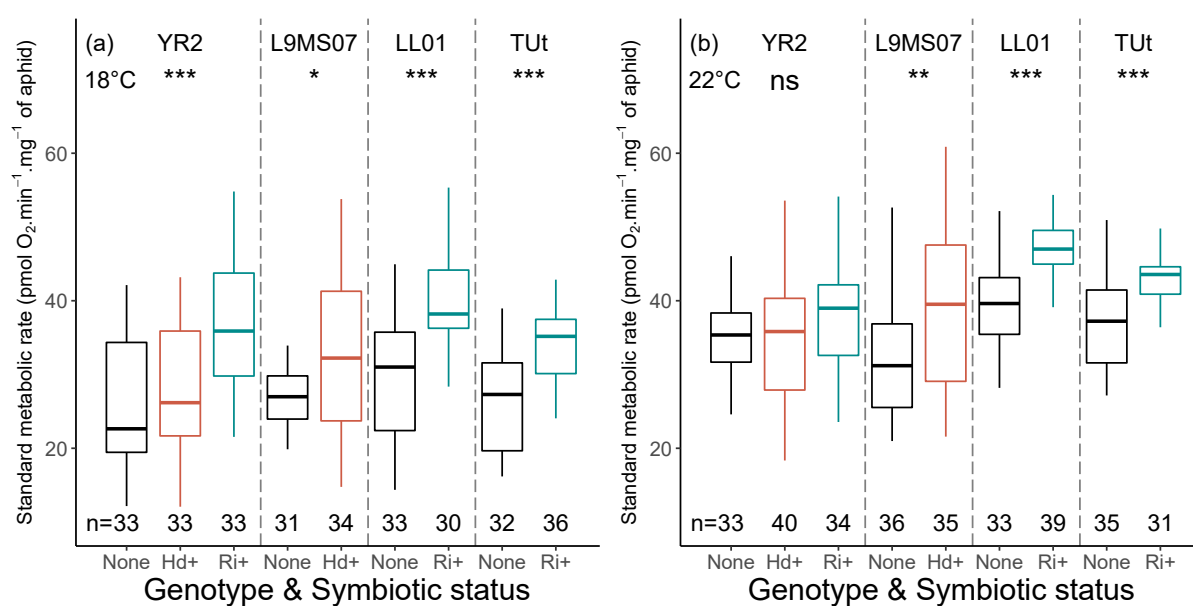 (a) YR2 L9MS07 LL01 TUt
18°C *** * *** ***
Standard metabolic rate (pmol O₂.min⁻¹.mg⁻¹ of aphid)
60
40
20
n=33 33 33 31 34 33 30 32 36
None Hd+ Ri+ None Hd+ None Ri+ None Ri+
Genotype & Symbiotic status
(b) YR2 L9MS07 LL01 TUt
22°C ns ** *** ***
Standard metabolic rate (pmol O₂.min⁻¹.mg⁻¹ of aphid)
60
40
20
n=33 40 34 36 35 33 39 35 31
None Hd+ Ri+ None Hd+ None Ri+ None Ri+
Genotype & Symbiotic status